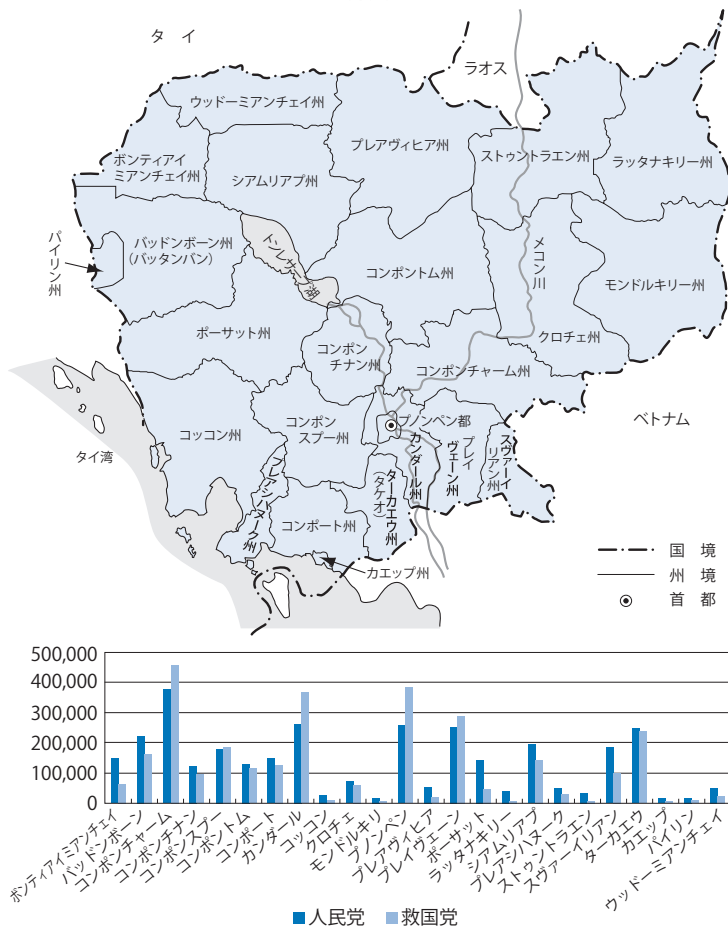 タイ
ラオス
ウッドーミアンチェイ州
プレアヴィヒア州
ストゥントラエン州
ラッタナキリー州
ボンティアイ
ミアンチェイ州
シアムリアプ州
パイリン州
バッドンボーン州
（バッタンバン）
トンレサープ湖
コンポントム州
メコン川
モンドルキリー州
ポーサット州
コンポン
チナン州
クロチェ州
コンポンチャーム州
コッコン州
コンポン
スプー州
プノンペン都
カンダール州
プレイ
ヴェーン州
スヴァーイ
リアン州
ベトナム
タイ湾
プレアシハヌーク州
ターカエウ州
（タケオ）
コンポート州
カエップ州
国境
州境
首都
500,000
400,000
300,000
200,000
100,000
0
ボンティアイミアンチェイ
バッドンボーン
コンポンチャーム
コンポンチナン
コンポンスプー
コンポントム
コンポート
カンダール
コッコン
クロチェ
モンドルキリ
プノンペン
プレアヴィヒア
プレイヴェーン
ポーサット
ラッタナキリー
シアムリアプ
プレアシハヌーク
ストゥントラエン
スヴァーイリアン
ターカエウ
カエップ
パイリン
ウッドーミアンチェイ
人民党
救国党